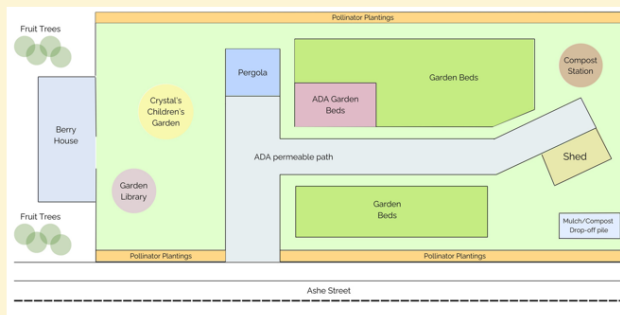 Pollinator Plantings
Fruit Trees
Pergola
Garden Beds
Compost
Station
ADA Garden
Beds
Crystal's
Children's
Garden
Berry
House
ADA permeable path
Shed
Garden
Library
Garden
Beds
Fruit Trees
Mulch/Compost
Drop-off pile
Pollinator Plantings
Pollinator Plantings
Ashe Street